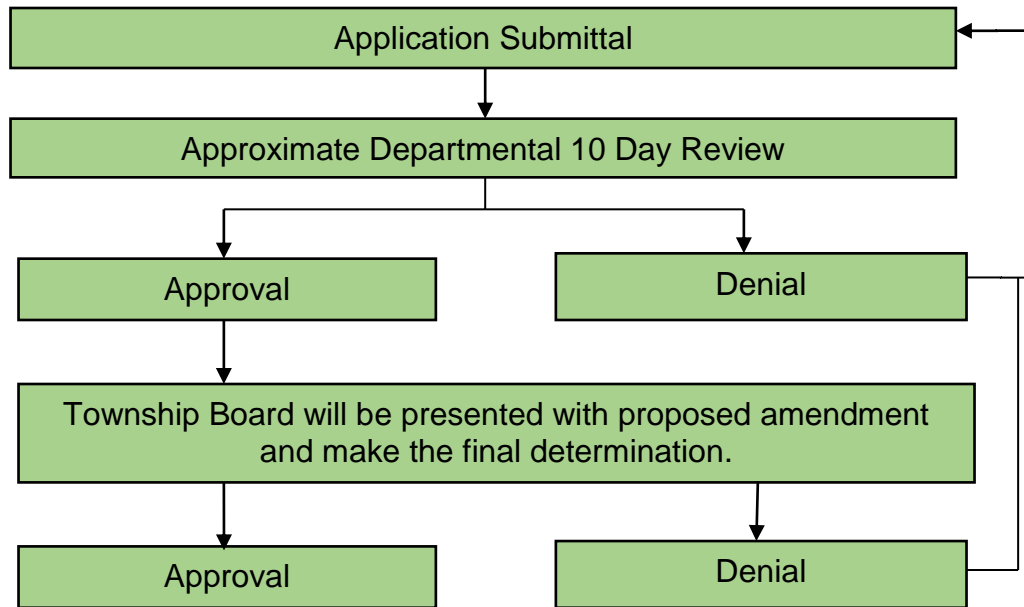 Application Submittal
Approximate Departmental 10 Day Review
Approval
Denial
Township Board will be presented with proposed amendment
and make the final determination.
Approval
Denial